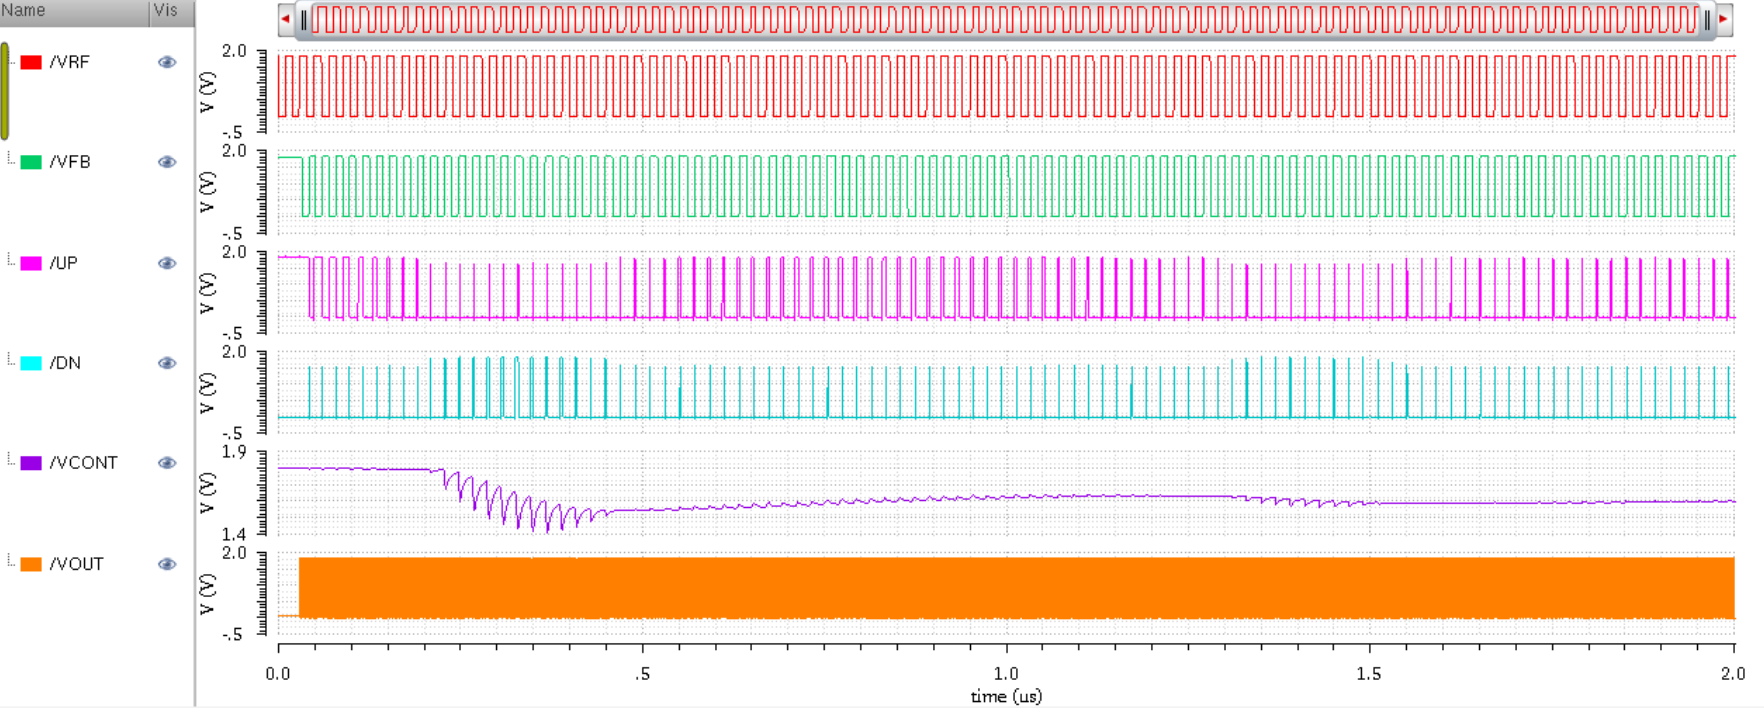 Name Vis
/VRF
V (V)
2.0
-.5
/VFB
V (V)
2.0
-.5
/UP
V (V)
2.0
-.5
/DN
V (V)
2.0
-.5
/VCONT
V (V)
1.9
1.4
/VOUT
V (V)
2.0
-.5
0.0 .5 1.0 1.5 2.0
time (us)